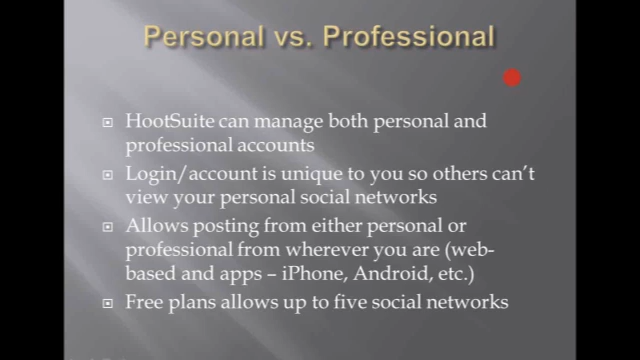 Personal vs. Professional
HootSuite can manage both personal and
professional accounts
Login/account is unique to you so others can't
view your personal social networks
Allows posting from either personal or
professional from wherever you are (web-
based and apps – iPhone, Android, etc.)
Free plans allows up to five social networks